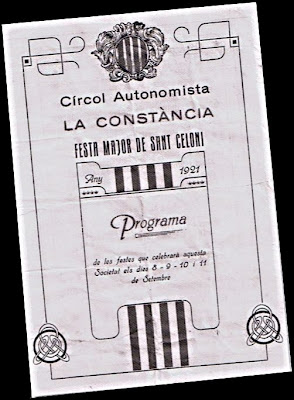 Círcol Autonomista
LA CONSTÀNCIA
FESTA MAJOR DE SANT CELONI
Any 1921
Programa
de les festes que celebrarà aquesta
Societat els dies 8 - 9 - 10 i 11
de Setembre